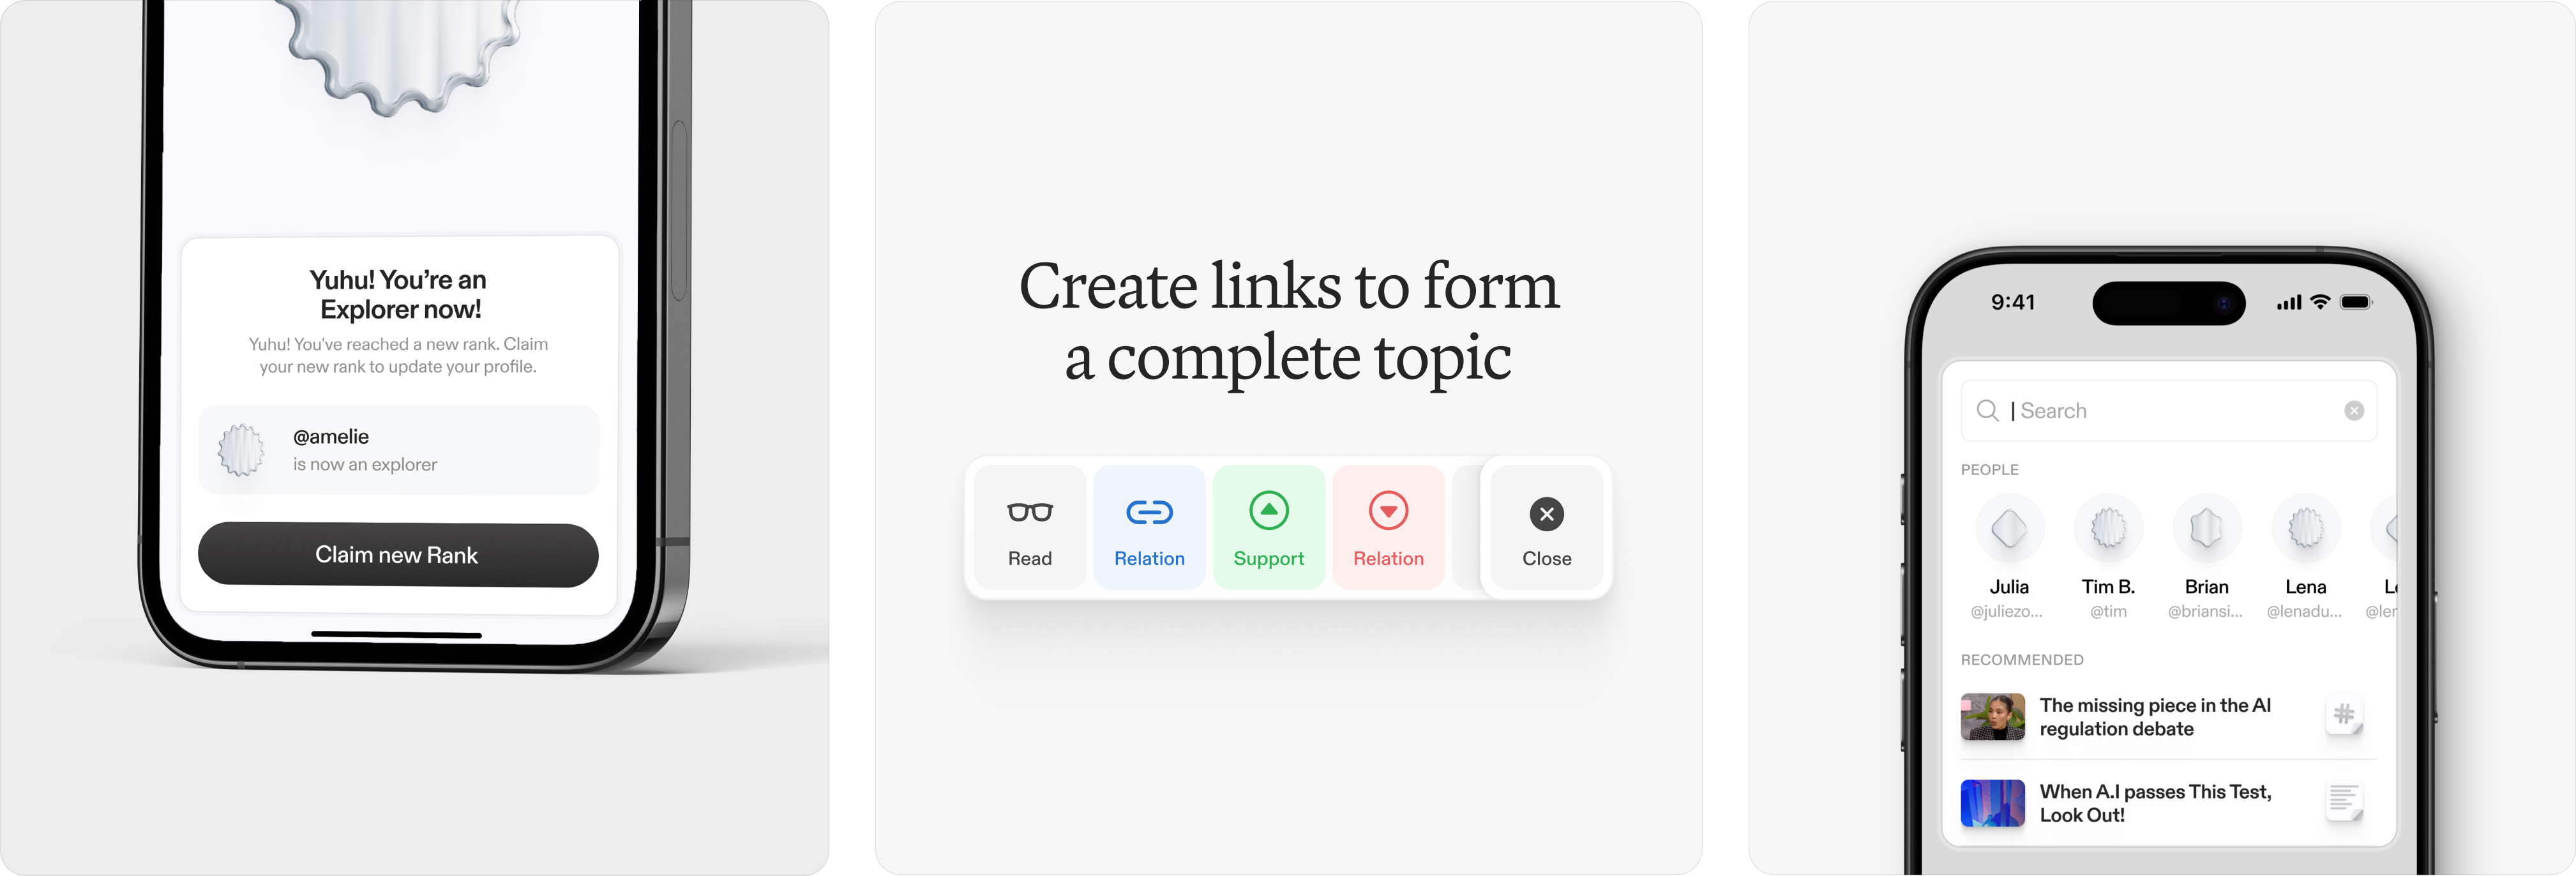 Yuhu! You’re an
Explorer now!
Yuhu! You've reached a new rank. Claim
your new rank to update your profile.
@amelie
is now an explorer
Claim new Rank
Create links to form
a complete topic
Read
Relation
Support
Relation
Close
9:41
Search
PEOPLE
Julia
Tim B.
Brian
Lena
@juliezo...
@tim
@briansi...
@lenadu...
@ler
RECOMMENDED
The missing piece in the AI
regulation debate
#
When A.I passes This Test,
Look Out!